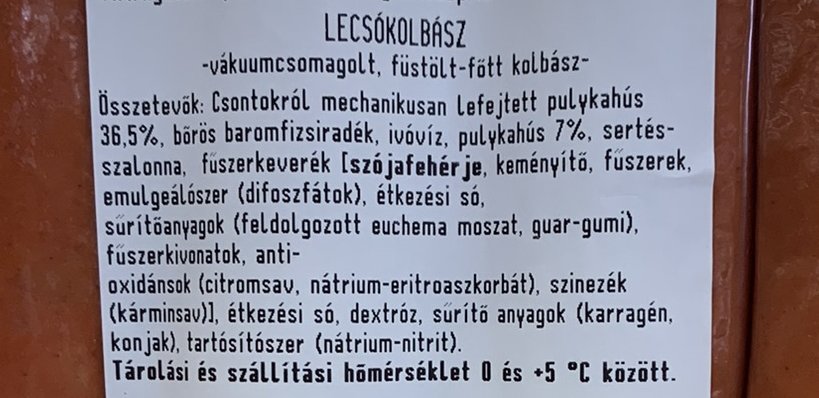 LECSÓKOLBÁSZ
-vákuumcsomagolt, füstölt-főtt kolbász-
Összetevők: Csontokról mechanikusan lefejtett pulykahús
36,5%, bőrös baromfizsiradék, ivóvíz, pulykahús 7%, sertés-
szalonna, fűszerkeverék [szójafehérje, keményítő, fűszerek,
emulgeálószer (difoszfátok), étkezési só,
sűrítőanyagok (feldolgozott euchema moszat, guar-gumi),
fűszerkivonatok, anti-
oxidánsok (citromsav, nátrium-eritroaszkorbát), szinezék
(kárminsav)], étkezési só, dextróz, sűrítő anyagok (karragén,
konjak), tartósítószer (nátrium-nitrit).
Tárolási és szállítási hőmérséklet 0 és +5 °C között.